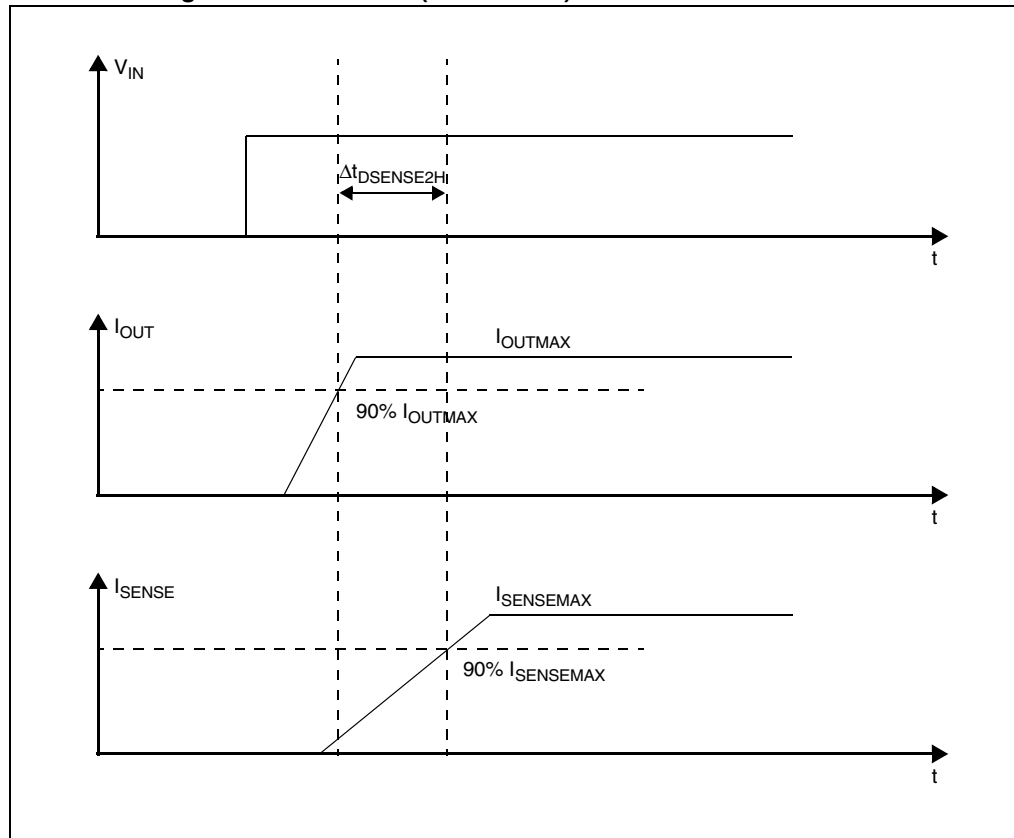 V_IN
Δt_DSENSE2H
t
I_OUT
I_OUTMAX
90% I_OUTMAX
t
I_SENSE
I_SENSEMAX
90% I_SENSEMAX
t